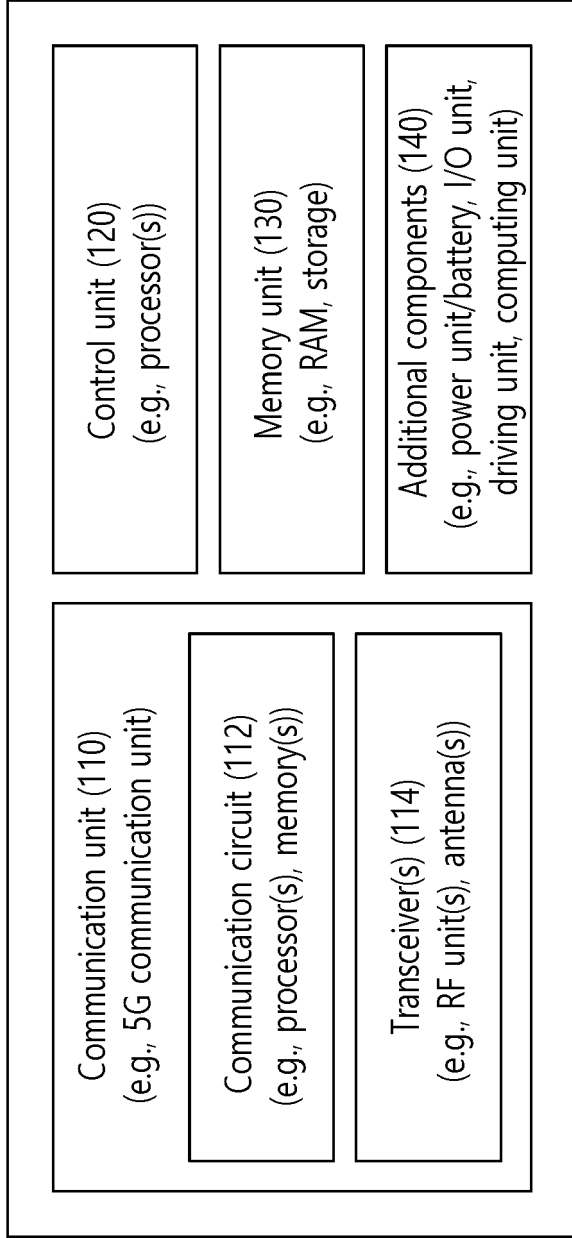 Communication unit (110)
(e.g., 5G communication unit)
Communication circuit (112)
(e.g., processor(s), memory(s))
Transceiver(s) (114)
(e.g., RF unit(s), antenna(s))
Control unit (120)
(e.g., processor(s))
Memory unit (130)
(e.g., RAM, storage)
Additional components (140)
(e.g., power unit/battery, I/O unit,
driving unit, computing unit)